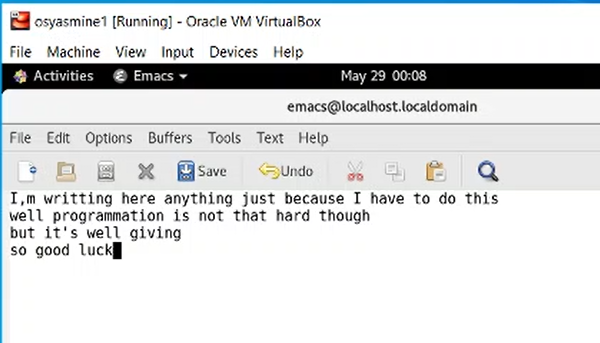 osyasmine1 [Running] - Oracle VM VirtualBox
File Machine View Input Devices Help
Activities Emacs May 29 00:08
emacs@localhost.localdomain
File Edit Options Buffers Tools Text Help
Save Undo
I,m writting here anything just because I have to do this
well programmation is not that hard though
but it's well giving
so good luck